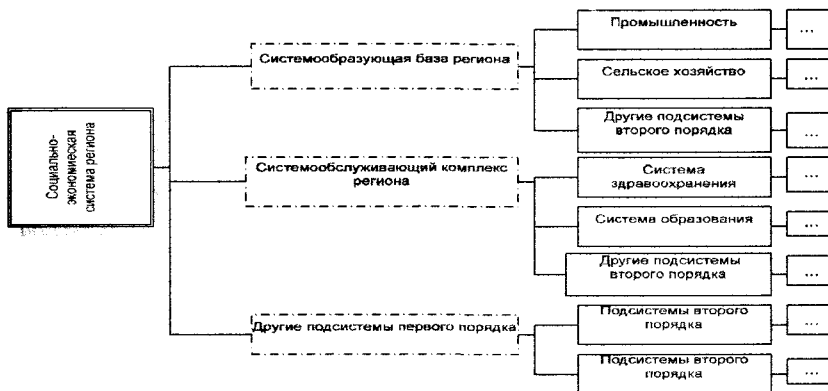 Социально-
экономиеская
система региона
Системообразующая база региона
Промышленность
...
Сельское хозяйство
...
Другие подсистемы
второго порядка
...
Системообслуживающий комплекс
региона
Система
здравоохранения
...
Система образования
...
Другие подсистемы
второго порядка
...
Другие подсистемы первого порядка
Подсистемы второго
порядка
...
Подсистемы второго
порядка
...